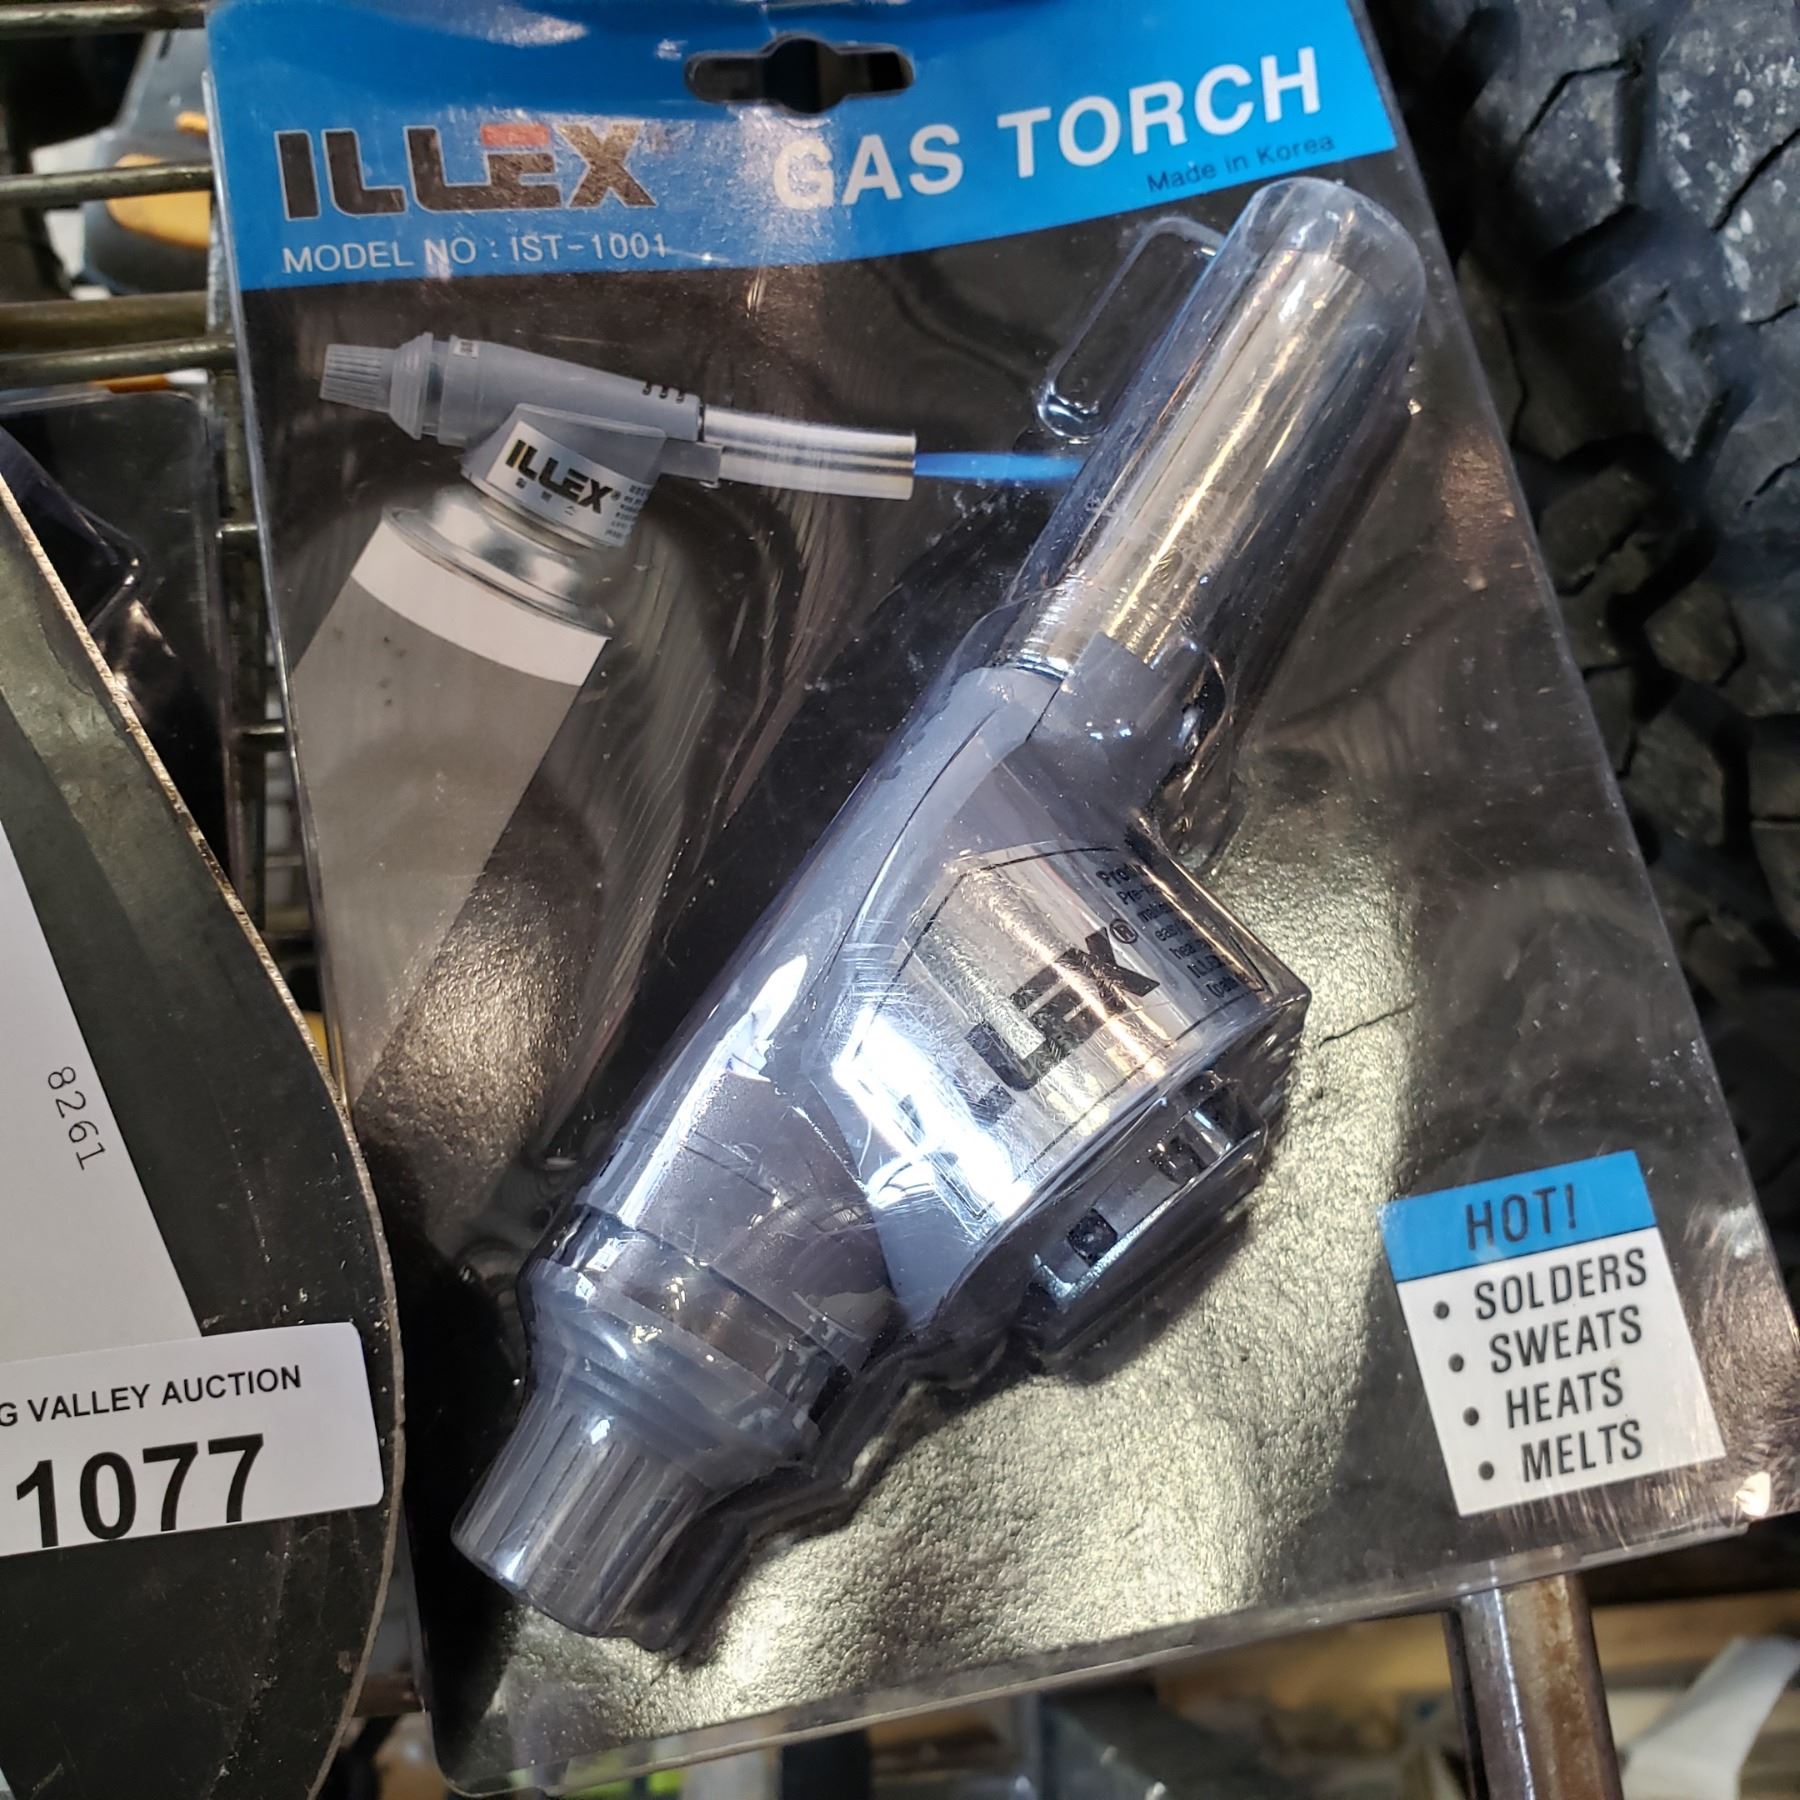 ILLEX
GAS TORCH
Made in Korea
MODEL NO : IST-1001
ILLEX®
LEX®
HOT!
• SOLDERS
• SWEATS
• HEATS
• MELTS
8261
G VALLEY AUCTION
1077